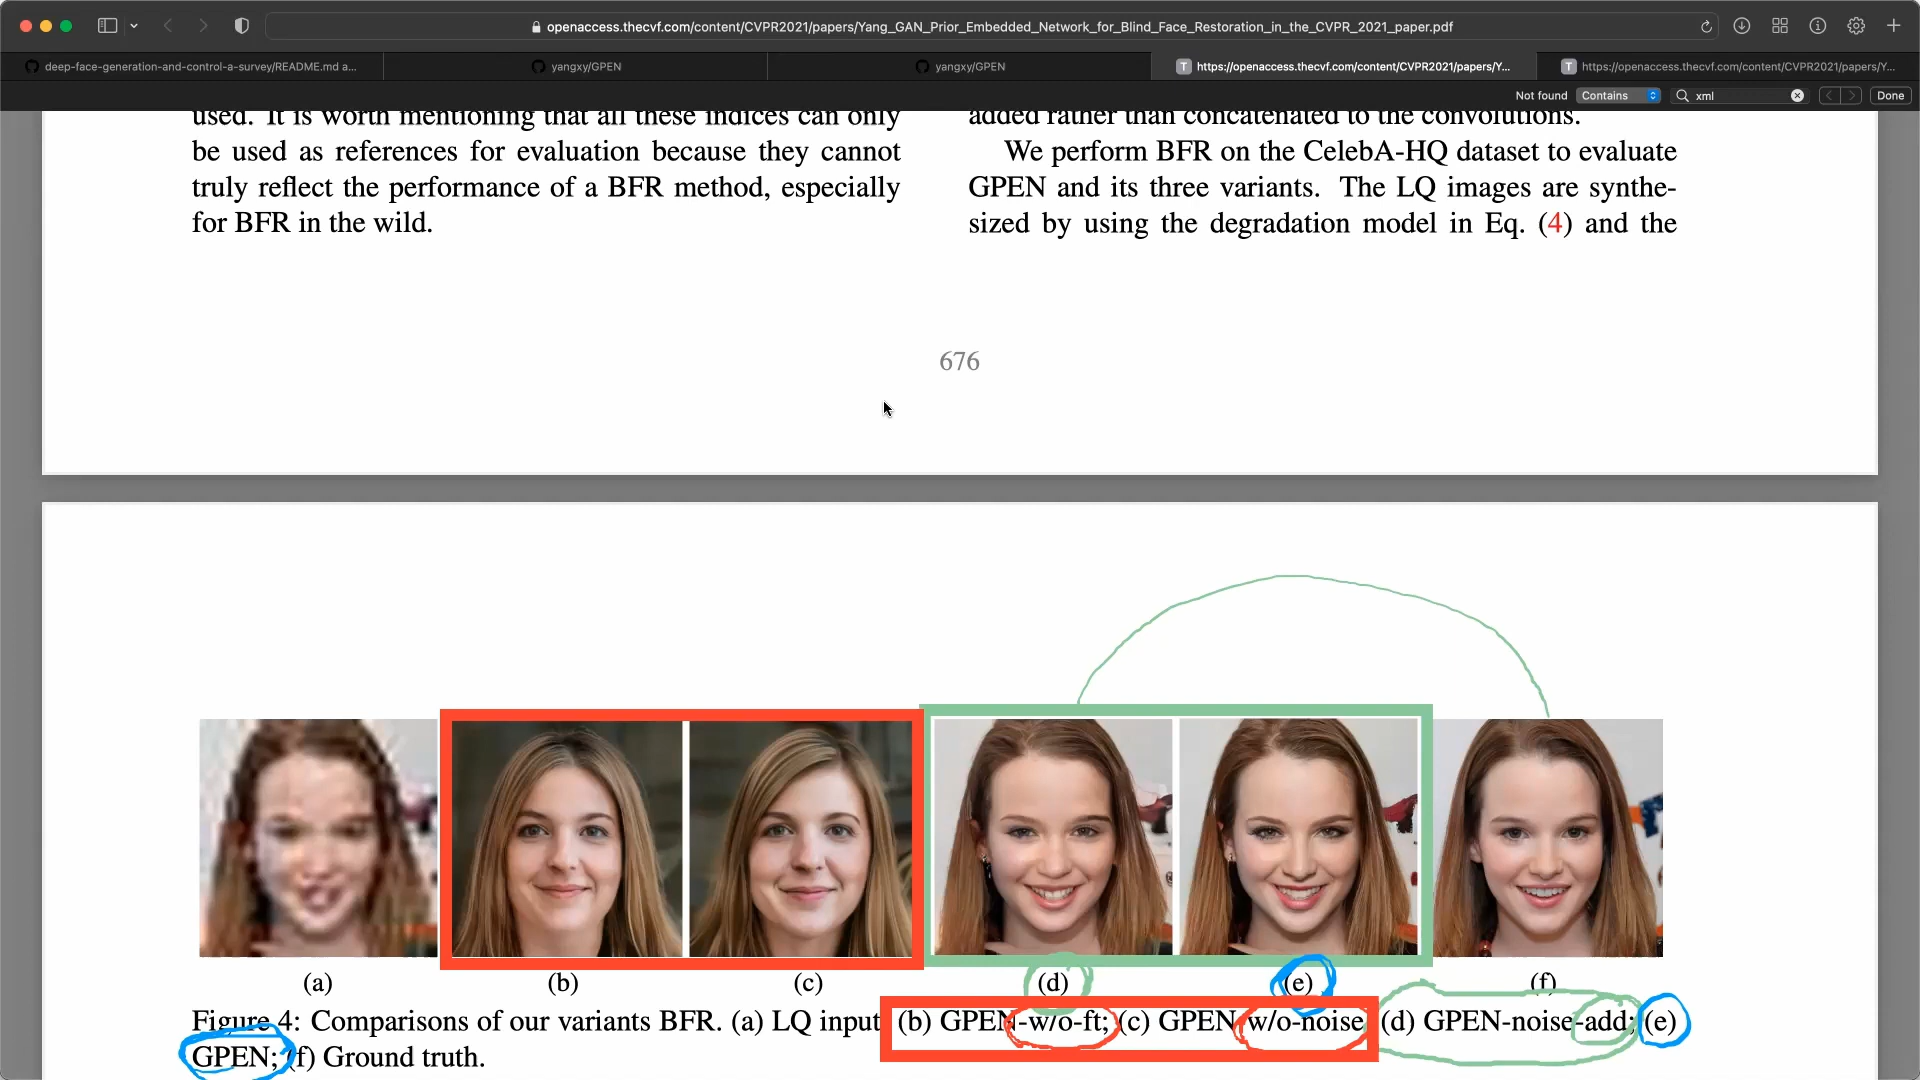 openaccess.thecvf.com/content/CVPR2021/papers/Yang_GAN_Prior_Embedded_Network_for_Blind_Face_Restoration_in_the_CVPR_2021_paper.pdf
deep-face-generation-and-control-a-survey/README.md a...
yangxy/GPEN
yangxy/GPEN
T https://openaccess.thecvf.com/content/CVPR2021/papers/Y...
T https://openaccess.thecvf.com/content/CVPR2021/papers/Y...
Not found Contains xml Done
used. It is worth mentioning that all these indices can only
be used as references for evaluation because they cannot
truly reflect the performance of a BFR method, especially
for BFR in the wild.
added rather than concatenated to the convolutions.
We perform BFR on the CelebA-HQ dataset to evaluate
GPEN and its three variants. The LQ images are synthe-
sized by using the degradation model in Eq. (4) and the
676
(a) (b) (c) (d) (e) (f)
Figure 4: Comparisons of our variants BFR. (a) LQ input (b) GPEN-w/o-ft; (c) GPEN w/o-noise (d) GPEN-noise-add; (e)
GPEN; (f) Ground truth.